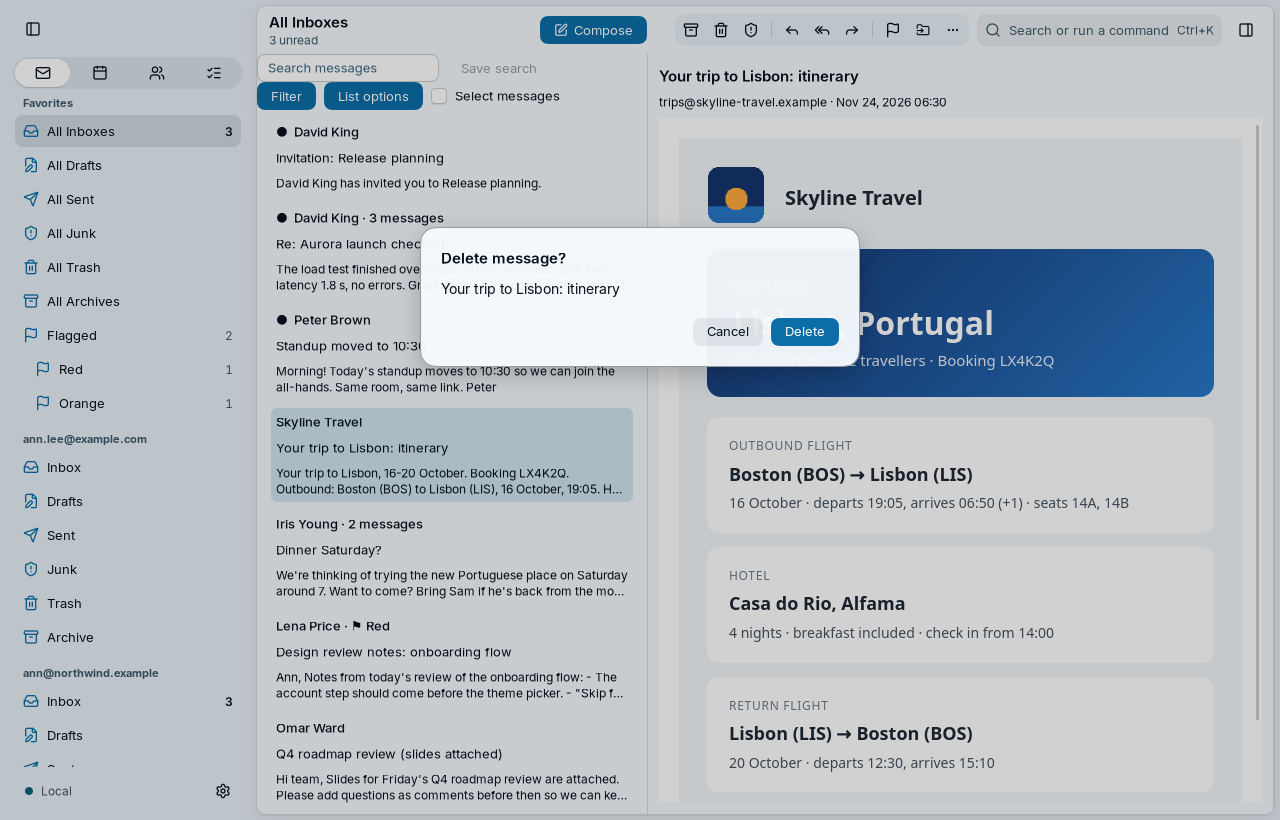 All Inboxes
3 unread
Compose
Search or run a command
Ctrl+K
Favorites
All Inboxes
3
All Drafts
All Sent
All Junk
All Trash
All Archives
Flagged
2
Red
1
Orange
1
ann.lee@example.com
Inbox
Drafts
Sent
Junk
Trash
Archive
ann@northwind.example
Inbox
3
Drafts
Local
Search messages
Save search
Filter
List options
Select messages
David King
Invitation: Release planning
David King has invited you to Release planning.
David King · 3 messages
Re: Aurora launch checklist
The load test finished overnight: 50,000 accounts, p95 sync
latency 1.8 s, no errors.
Peter Brown
Standup moved to 10:30
Morning! Today's standup moves to 10:30 so we can join the
all-hands. Same room, same link. Peter
Skyline Travel
Your trip to Lisbon: itinerary
Your trip to Lisbon, 16-20 October. Booking LX4K2Q.
Outbound: Boston (BOS) to Lisbon (LIS), 16 October, 19:05. H...
Iris Young · 2 messages
Dinner Saturday?
We're thinking of trying the new Portuguese place on Saturday
around 7. Want to come? Bring Sam if he's back from the mo...
Lena Price · ⚑ Red
Design review notes: onboarding flow
Ann, Notes from today's review of the onboarding flow: - The
account step should come before the theme picker. - "Skip f...
Omar Ward
Q4 roadmap review (slides attached)
Hi team, Slides for Friday's Q4 roadmap review are attached.
Please add questions as comments before then so we can ke...
Delete message?
Your trip to Lisbon: itinerary
Cancel
Delete
Your trip to Lisbon: itinerary
trips@skyline-travel.example · Nov 24, 2026 06:30
Skyline Travel
Your trip to
Lisbon, Portugal
16–20 October · 2 travellers · Booking LX4K2Q
OUTBOUND FLIGHT
Boston (BOS) → Lisbon (LIS)
16 October · departs 19:05, arrives 06:50 (+1) · seats 14A, 14B
HOTEL
Casa do Rio, Alfama
4 nights · breakfast included · check in from 14:00
RETURN FLIGHT
Lisbon (LIS) → Boston (BOS)
20 October · departs 12:30, arrives 15:10